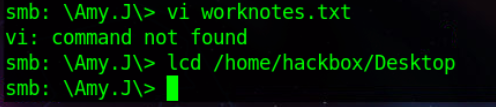 smb: \Amy.J\> vi worknotes.txt
vi: command not found
smb: \Amy.J\> lcd /home/hackbox/Desktop
smb: \Amy.J\>